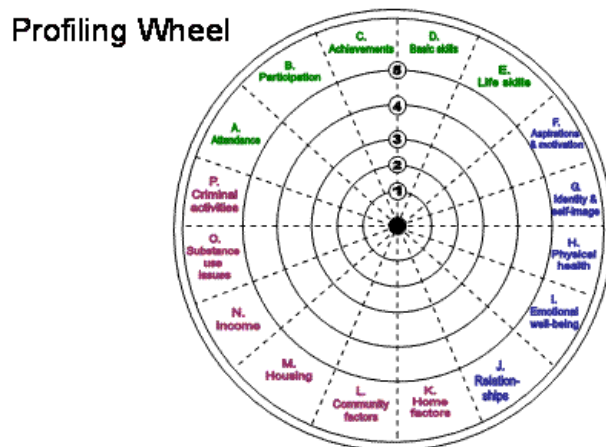 Profiling Wheel
A.
Attendance
B.
Participation
C.
Achievements
D.
Basic skills
E.
Life skills
F.
Aspirations
& motivation
G.
Identity &
self-image
H.
Physical
health
I.
Emotional
well-being
J.
Relation-
ships
K.
Home
factors
L.
Community
factors
M.
Housing
N.
Income
O.
Substance
use
issues
P.
Criminal
activities
5
4
3
2
1